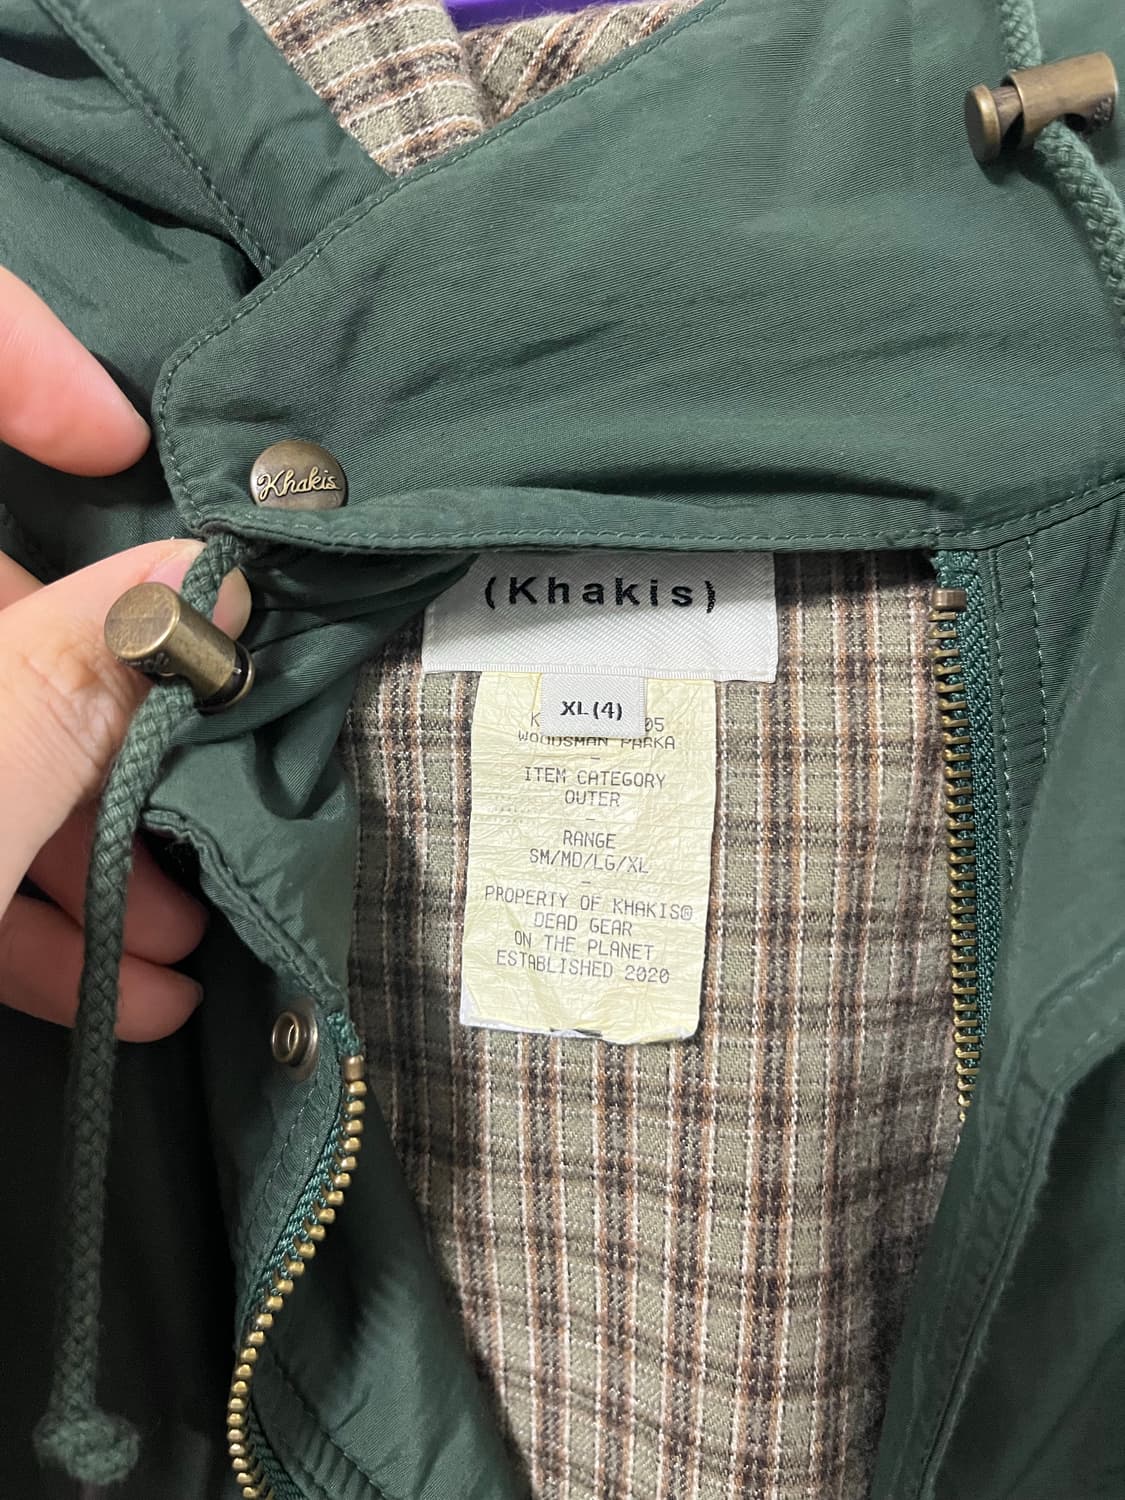 Khakis
(Khakis)
XL(4)
WOODSMAN PARKA
ITEM CATEGORY
OUTER
RANGE
SM/MD/LG/XL
PROPERTY OF KHAKIS®
DEAD GEAR
ON THE PLANET
ESTABLISHED 2020